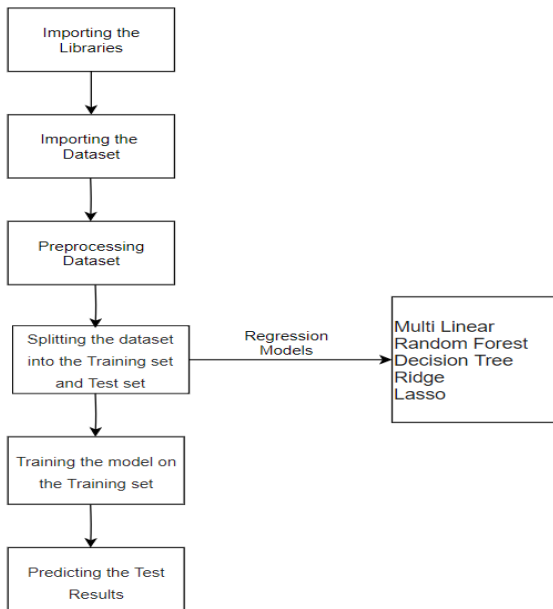 Importing the
Libraries
Importing the
Dataset
Preprocessing
Dataset
Splitting the dataset
into the Training set
and Test set
Regression
Models
Multi Linear
Random Forest
Decision Tree
Ridge
Lasso
Training the model on
the Training set
Predicting the Test
Results